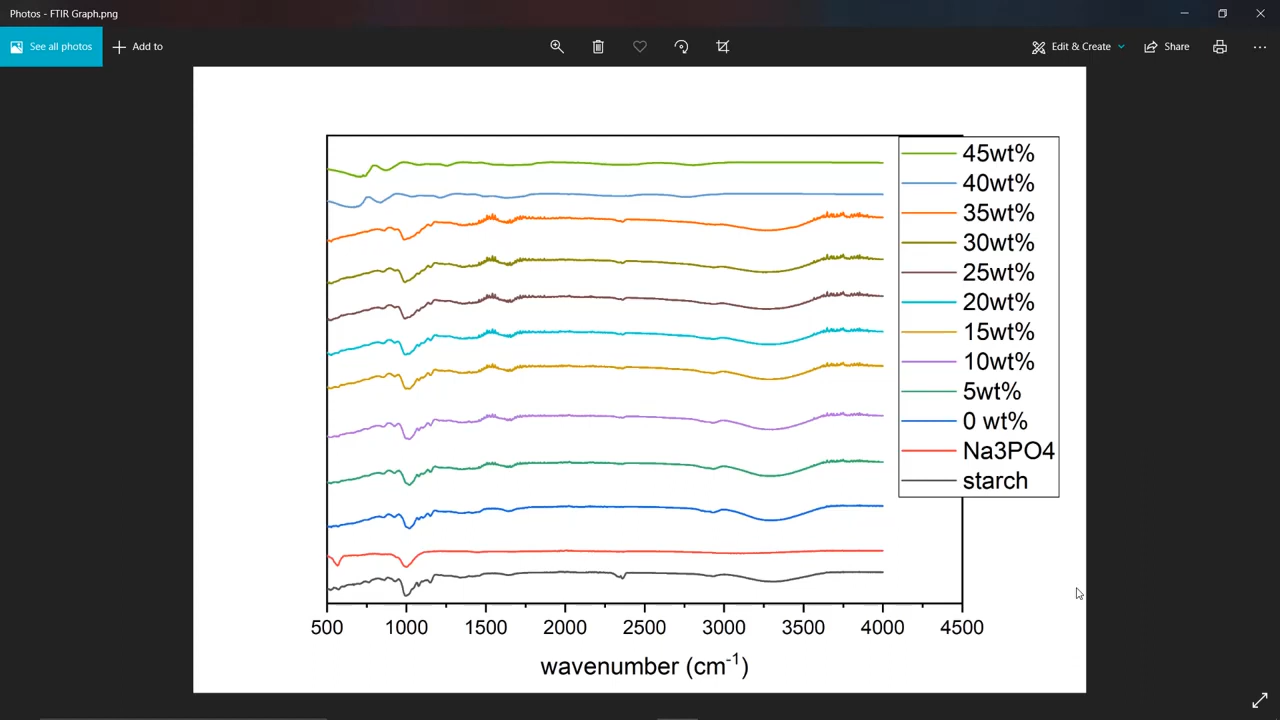 Photos - FTIR Graph.png
See all photos
Add to
Edit & Create
Share
45wt%
40wt%
35wt%
30wt%
25wt%
20wt%
15wt%
10wt%
5wt%
0 wt%
Na3PO4
starch
500 1000 1500 2000 2500 3000 3500 4000 4500
wavenumber (cm⁻¹)